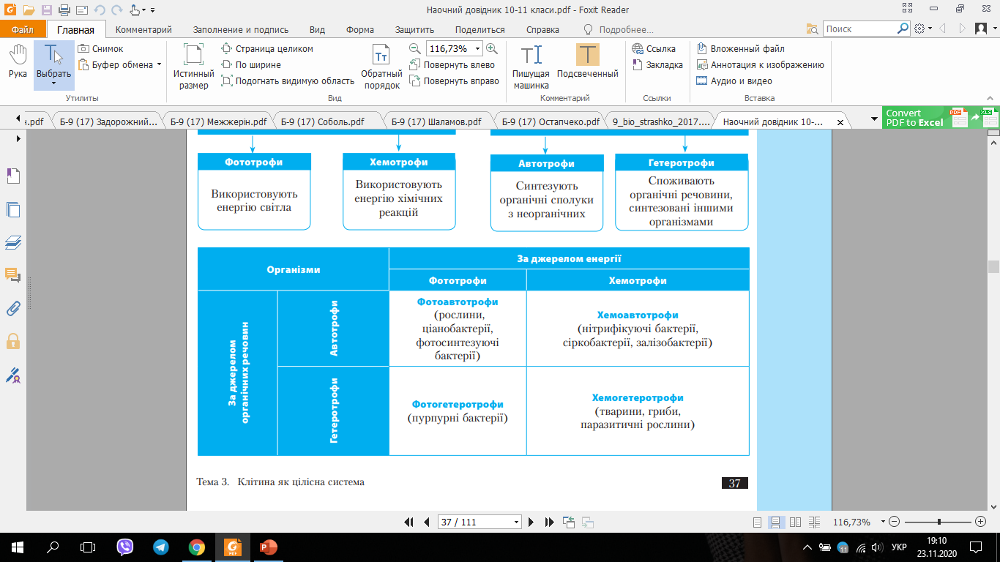 Наочний довідник 10-11 класи.pdf - Foxit Reader
Файл
Главная
Комментарий
Заполнение и подпись
Вид
Форма
Защитить
Поделиться
Справка
Подробнее...
Поиск
Рука
Выбрать
Снимок
Буфер обмена
Утилиты
Истинный
размер
Страница целиком
По ширине
Подогнать видимую область
Обратный
порядок
116,73%
Повернуть влево
Повернуть вправо
Вид
Пишущая
машинка
Подсвеченный
Комментарий
Ссылка
Закладка
Ссылки
Вложенный файл
Аннотация к изображению
Аудио и видео
Вставка
н.pdf
Б-9 (17) Задорожний...
Б-9 (17) Межжерін.pdf
Б-9 (17) Соболь.pdf
Б-9 (17) Шаламов.pdf
Б-9 (17) Остапчеко.pdf
9_bio_strashko_2017....
Наочний довідник 10-...
Convert
PDF to Excel
PDF
XLS
Фототрофи
Використовують
енергію світла
Хемотрофи
Використовують
енергію хімічних
реакцій
Автотрофи
Синтезують
органічні сполуки
з неорганічних
Гетеротрофи
Споживають
органічні речовини,
синтезовані іншими
організмами
Організми
За джерелом енергії
Фототрофи
Хемотрофи
За джерелом
органічних речовин
Автотрофи
Фотоавтотрофи
(рослини,
ціанобактерії,
фотосинтезуючі
бактерії)
Хемоавтотрофи
(нітрифікуючі бактерії,
сіркобактерії, залізобактерії)
Гетеротрофи
Фотогетеротрофи
(пурпурні бактерії)
Хемогетеротрофи
(тварини, гриби,
паразитичні рослини)
Тема 3. Клітина як цілісна система
37
37 / 111
116,73%
11
УКР
19:10
23.11.2020